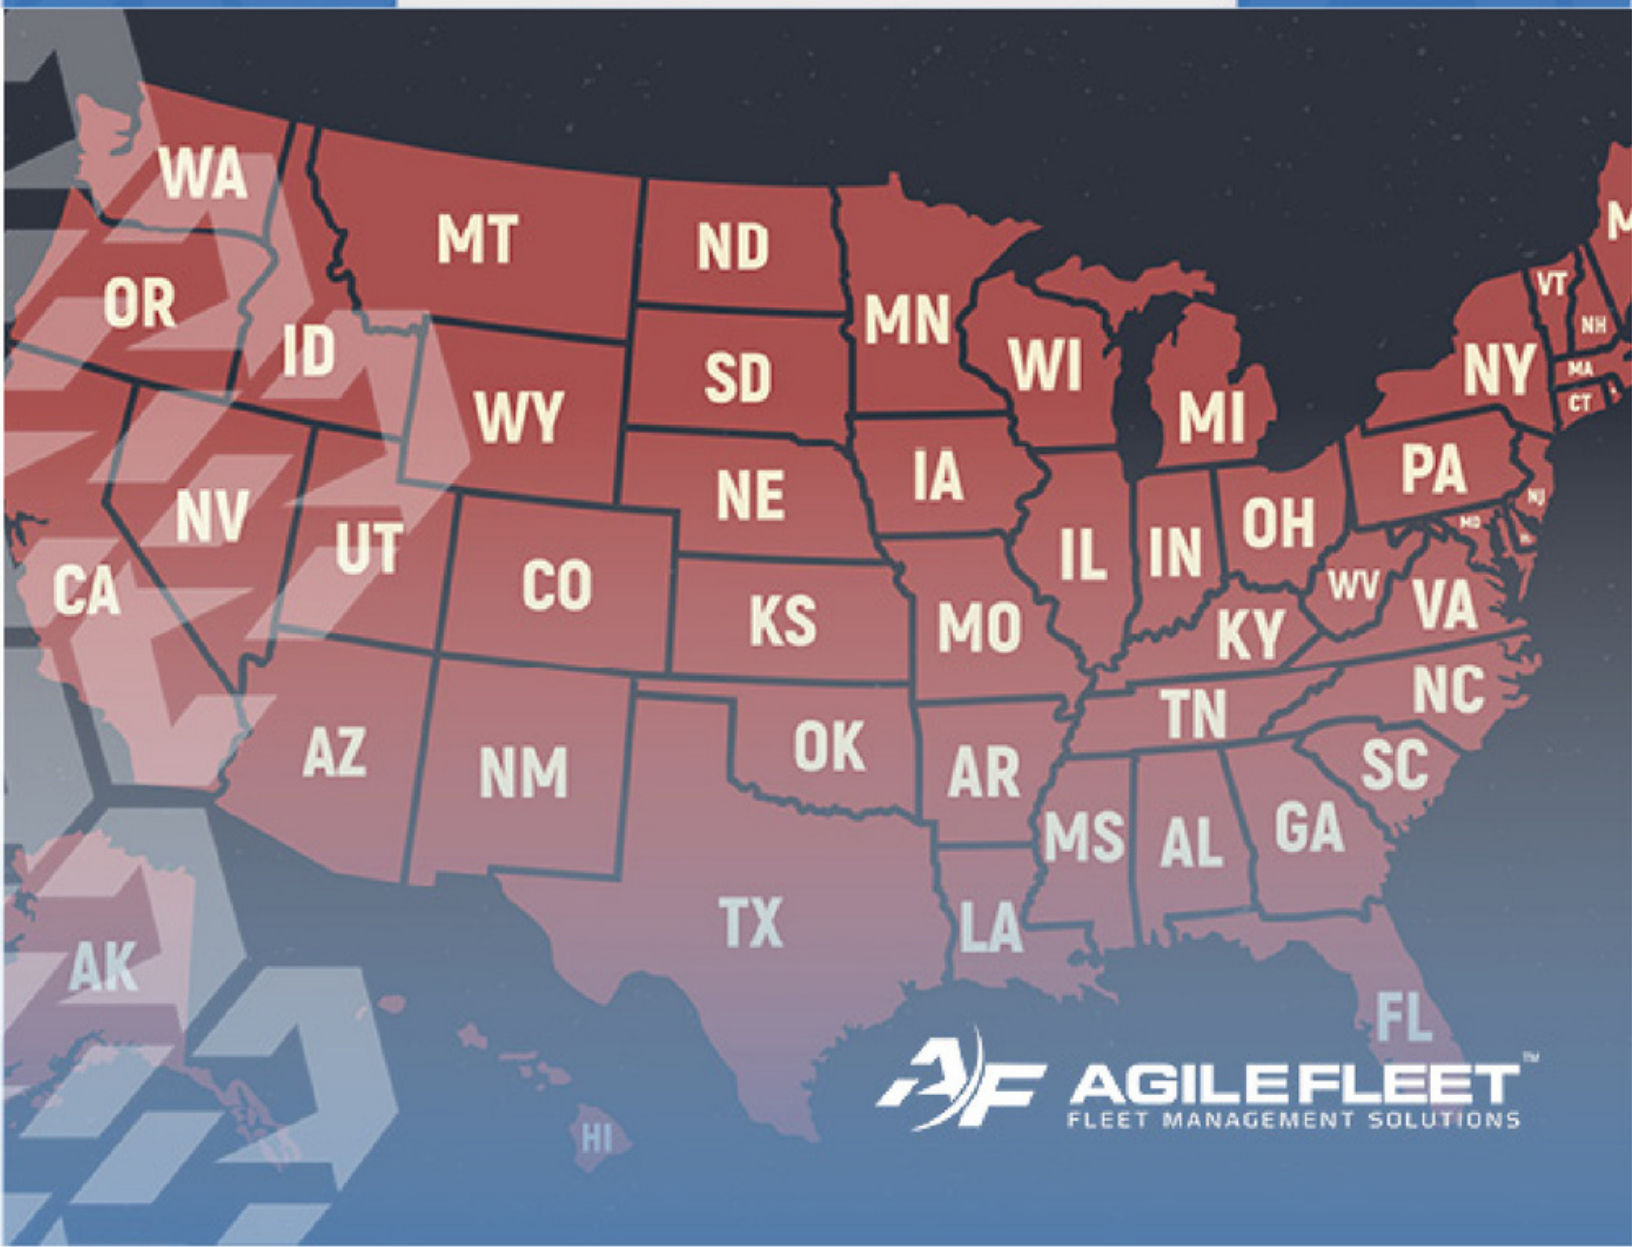 WA
MT
ND
MN
OR
ID
WY
SD
WI
MI
NY
VT
NH
MA
CT
NV
UT
CO
NE
IA
IL
IN
OH
PA
NJ
MD
CA
KS
MO
KY
WV
VA
AZ
NM
OK
AR
TN
NC
SC
MS
AL
GA
TX
LA
AK
FL
HI
AF AGILEFLEET™
FLEET MANAGEMENT SOLUTIONS